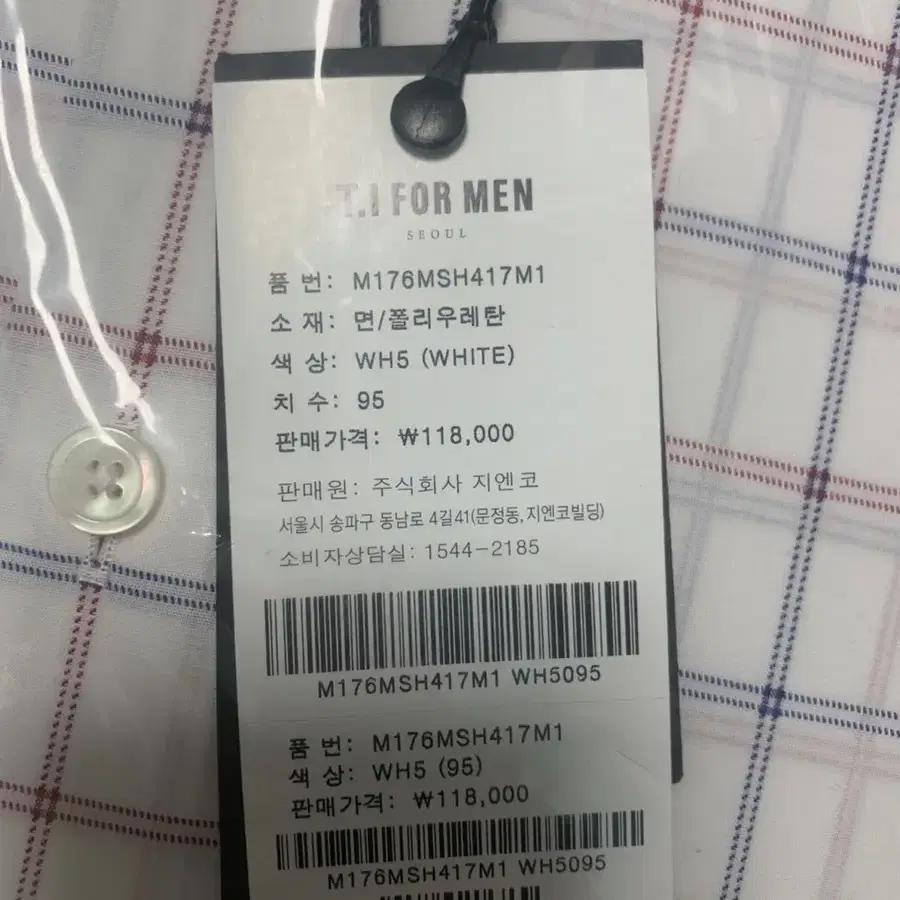 T.I FOR MEN
SEOUL
품 번: M176MSH417M1
소 재: 면/폴리우레탄
색 상: WH5 (WHITE)
치 수: 95
판매가격: ₩118,000
판매원: 주식회사 지엔코
서울시 송파구 동남로 4길41(문정동, 지엔코빌딩)
소비자상담실: 1544-2185
M176MSH417M1 WH5095
품 번: M176MSH417M1
색 상: WH5 (95)
판매가격: ₩118,000
M176MSH417M1 WH5095